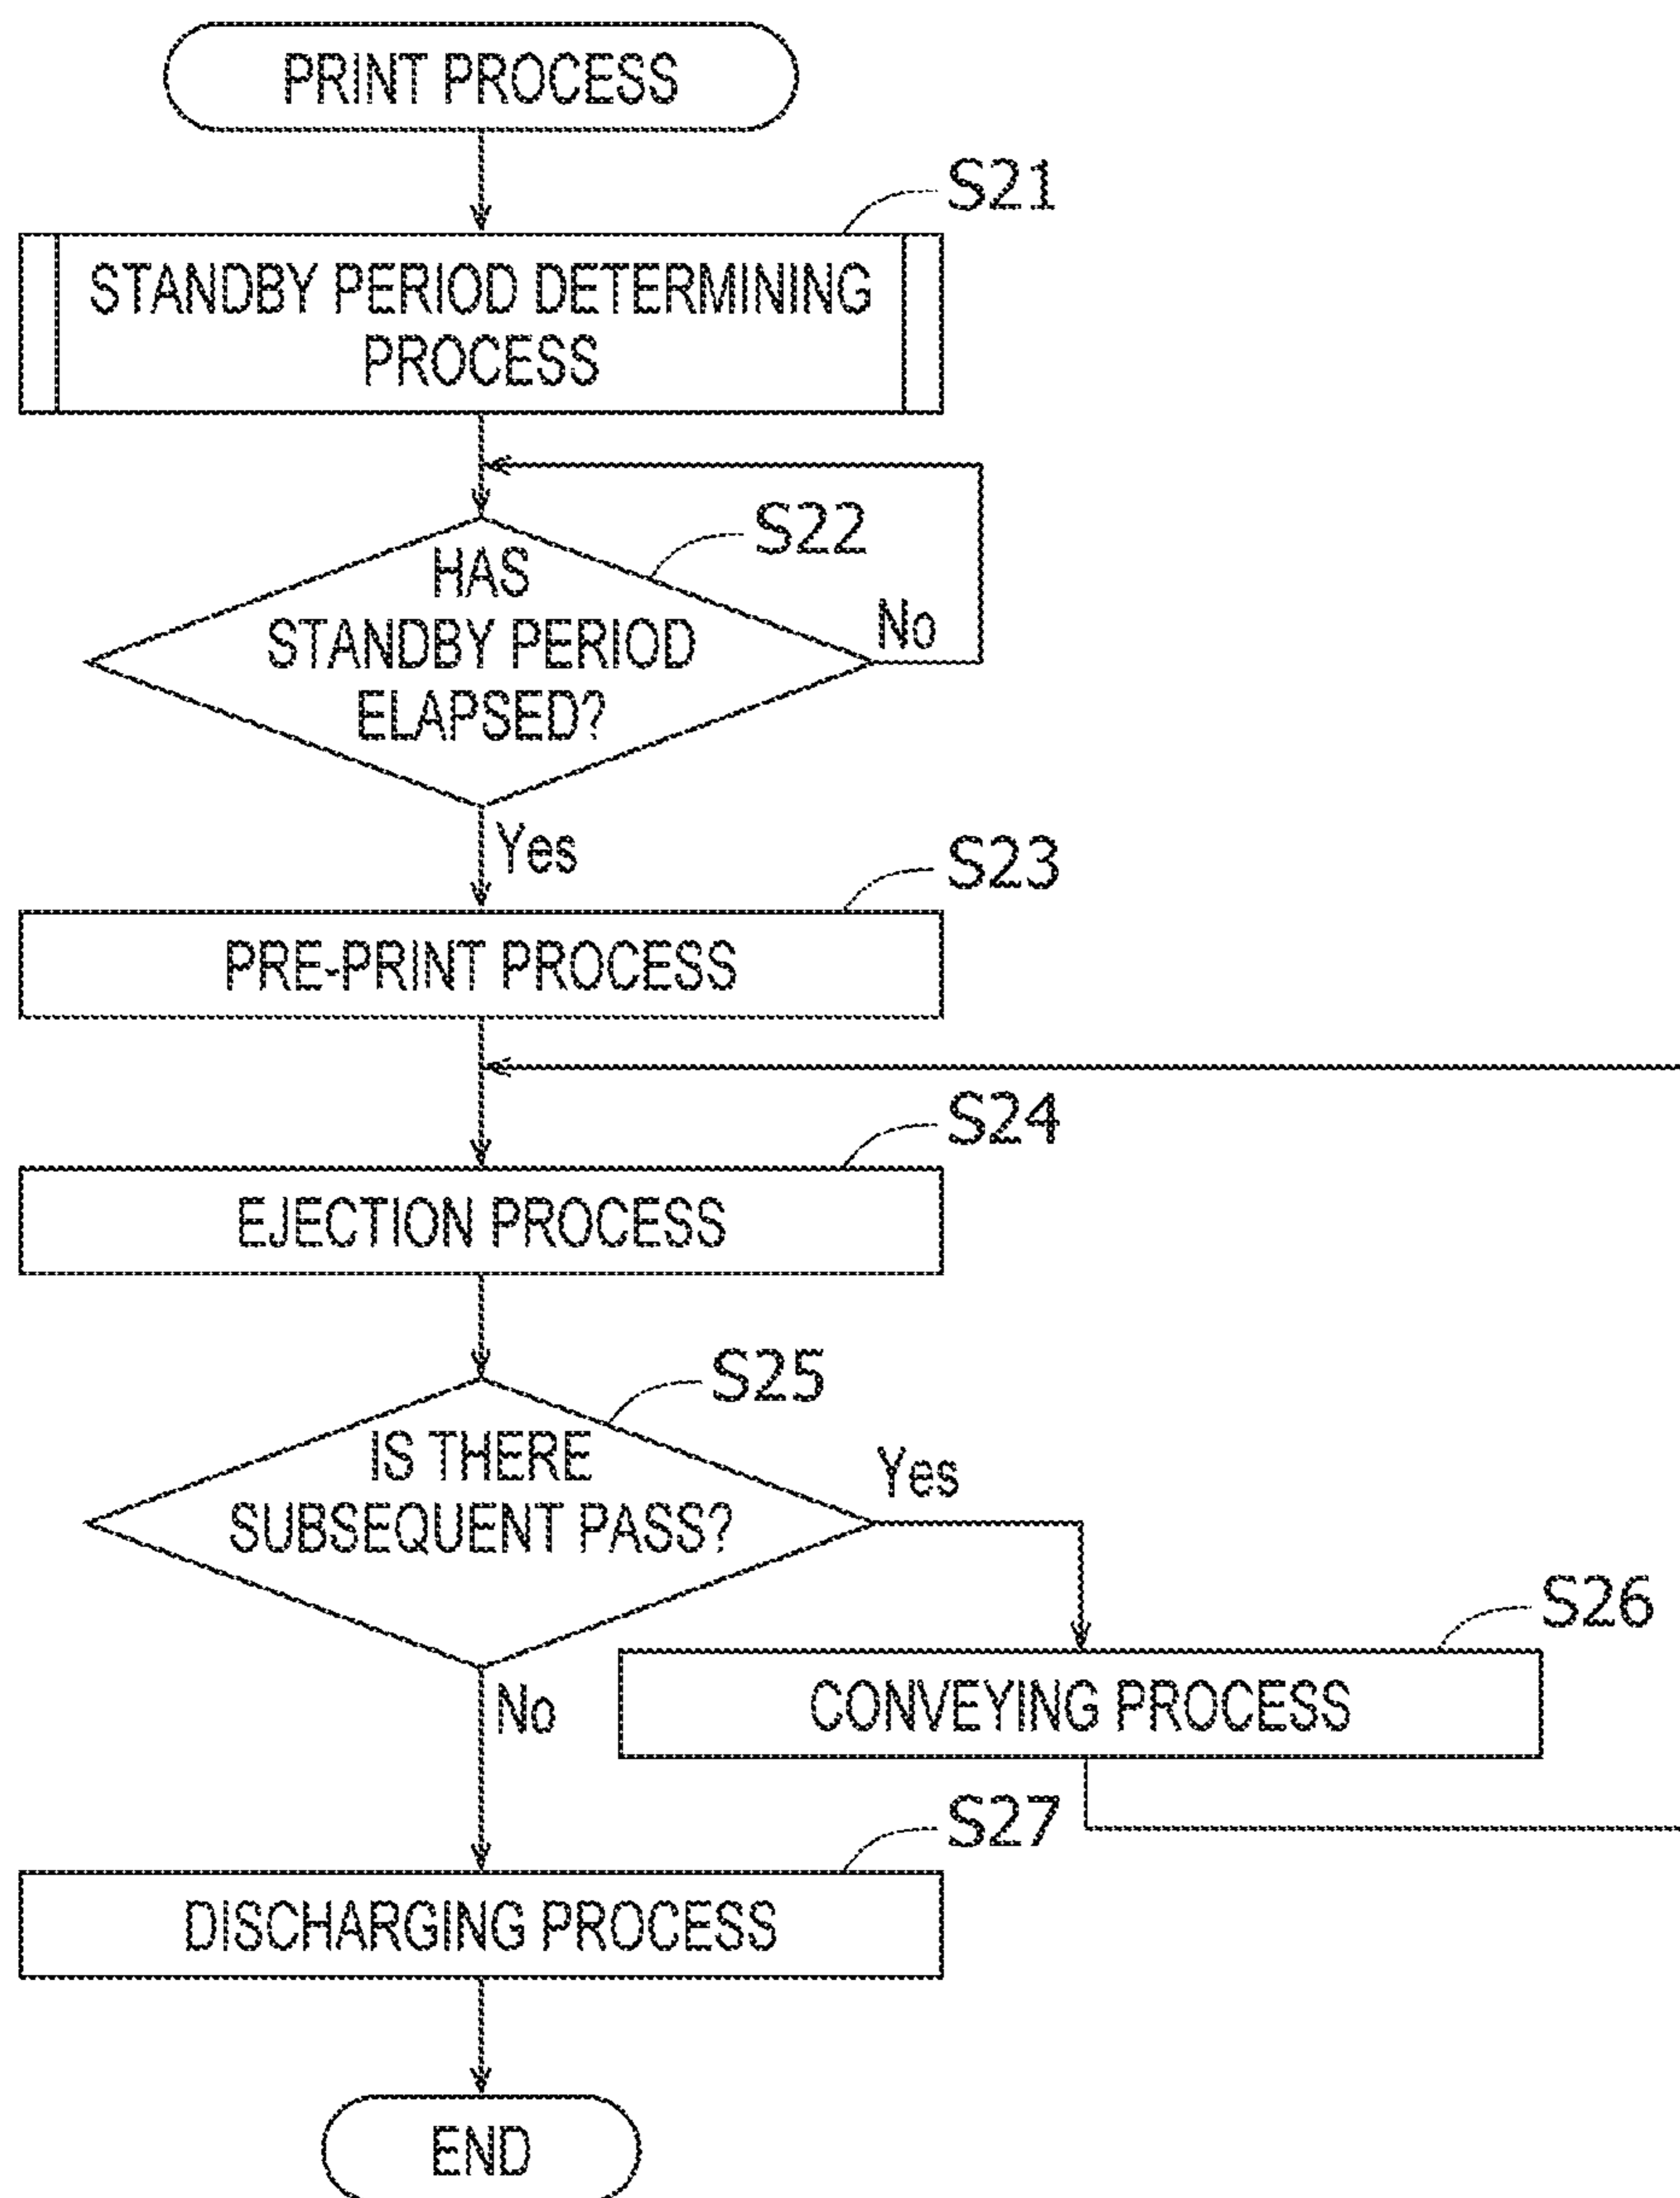 PRINT PROCESS
S21
STANDBY PERIOD DETERMINING
PROCESS
S22
HAS
STANDBY PERIOD
ELAPSED?
No
Yes
S23
PRE-PRINT PROCESS
S24
EJECTION PROCESS
S25
IS THERE
SUBSEQUENT PASS?
Yes
S26
CONVEYING PROCESS
No
S27
DISCHARGING PROCESS
END